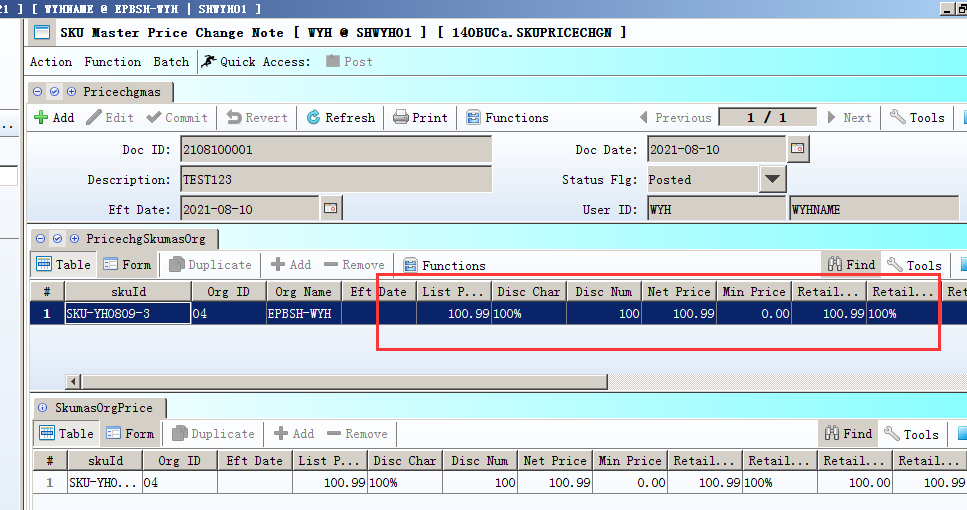 21 ] [ WYHNAME @ EPBSH-WYH | SHWYH01 ]
SKU Master Price Change Note [ WYH @ SHWYH01 ] [ 140BUCa.SKUPRICECHGN ]
Action Function Batch Quick Access: Post
Pricechgmas
Add Edit Commit Revert Refresh Print Functions Previous 1 / 1 Next Tools
Doc ID: 2108100001 Doc Date: 2021-08-10
Description: TEST123 Status Flg: Posted
Eft Date: 2021-08-10 User ID: WYH WYHNAME
PricechgSkumasOrg
Table Form Duplicate Add Remove Functions Find Tools
# skuId Org ID Org Name Eft Date List P... Disc Char Disc Num Net Price Min Price Retail... Retail... Ret
1 SKU-YH0809-3 04 EPBSH-WYH 100.99 100% 100 100.99 0.00 100.99 100%
SkumasOrgPrice
Table Form Duplicate Add Remove Find Tools
# skuId Org ID Eft Date List P... Disc Char Disc Num Net Price Min Price Retail... Retail... Retail... Retail...
1 SKU-YH0... 04 100.99 100% 100 100.99 0.00 100.99 100% 100.00 100.99